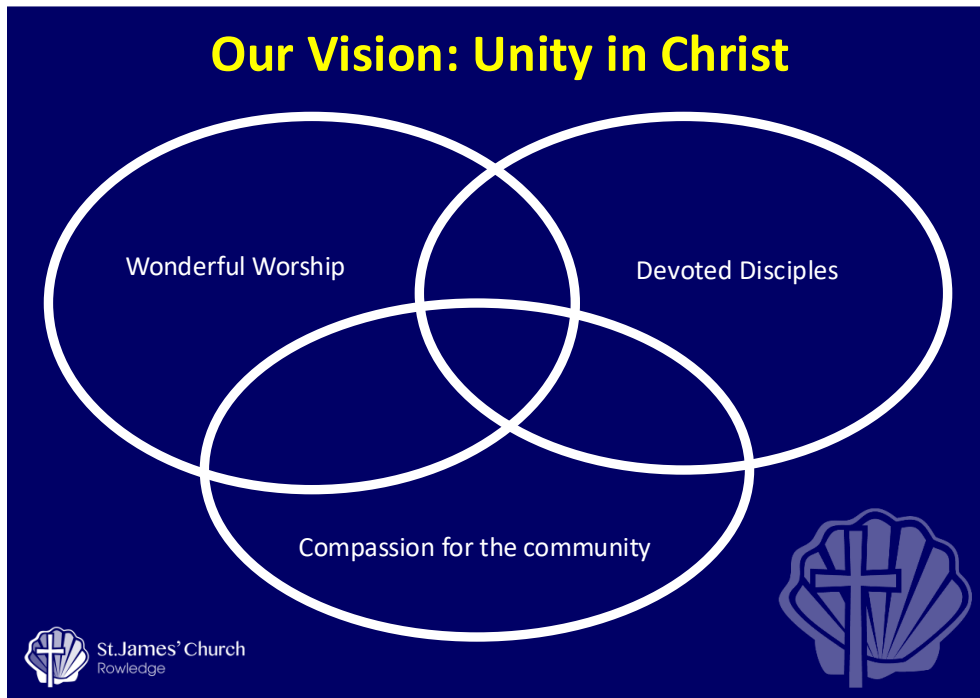 Our Vision: Unity in Christ
Wonderful Worship
Devoted Disciples
Compassion for the community
St.James' Church
Rowledge